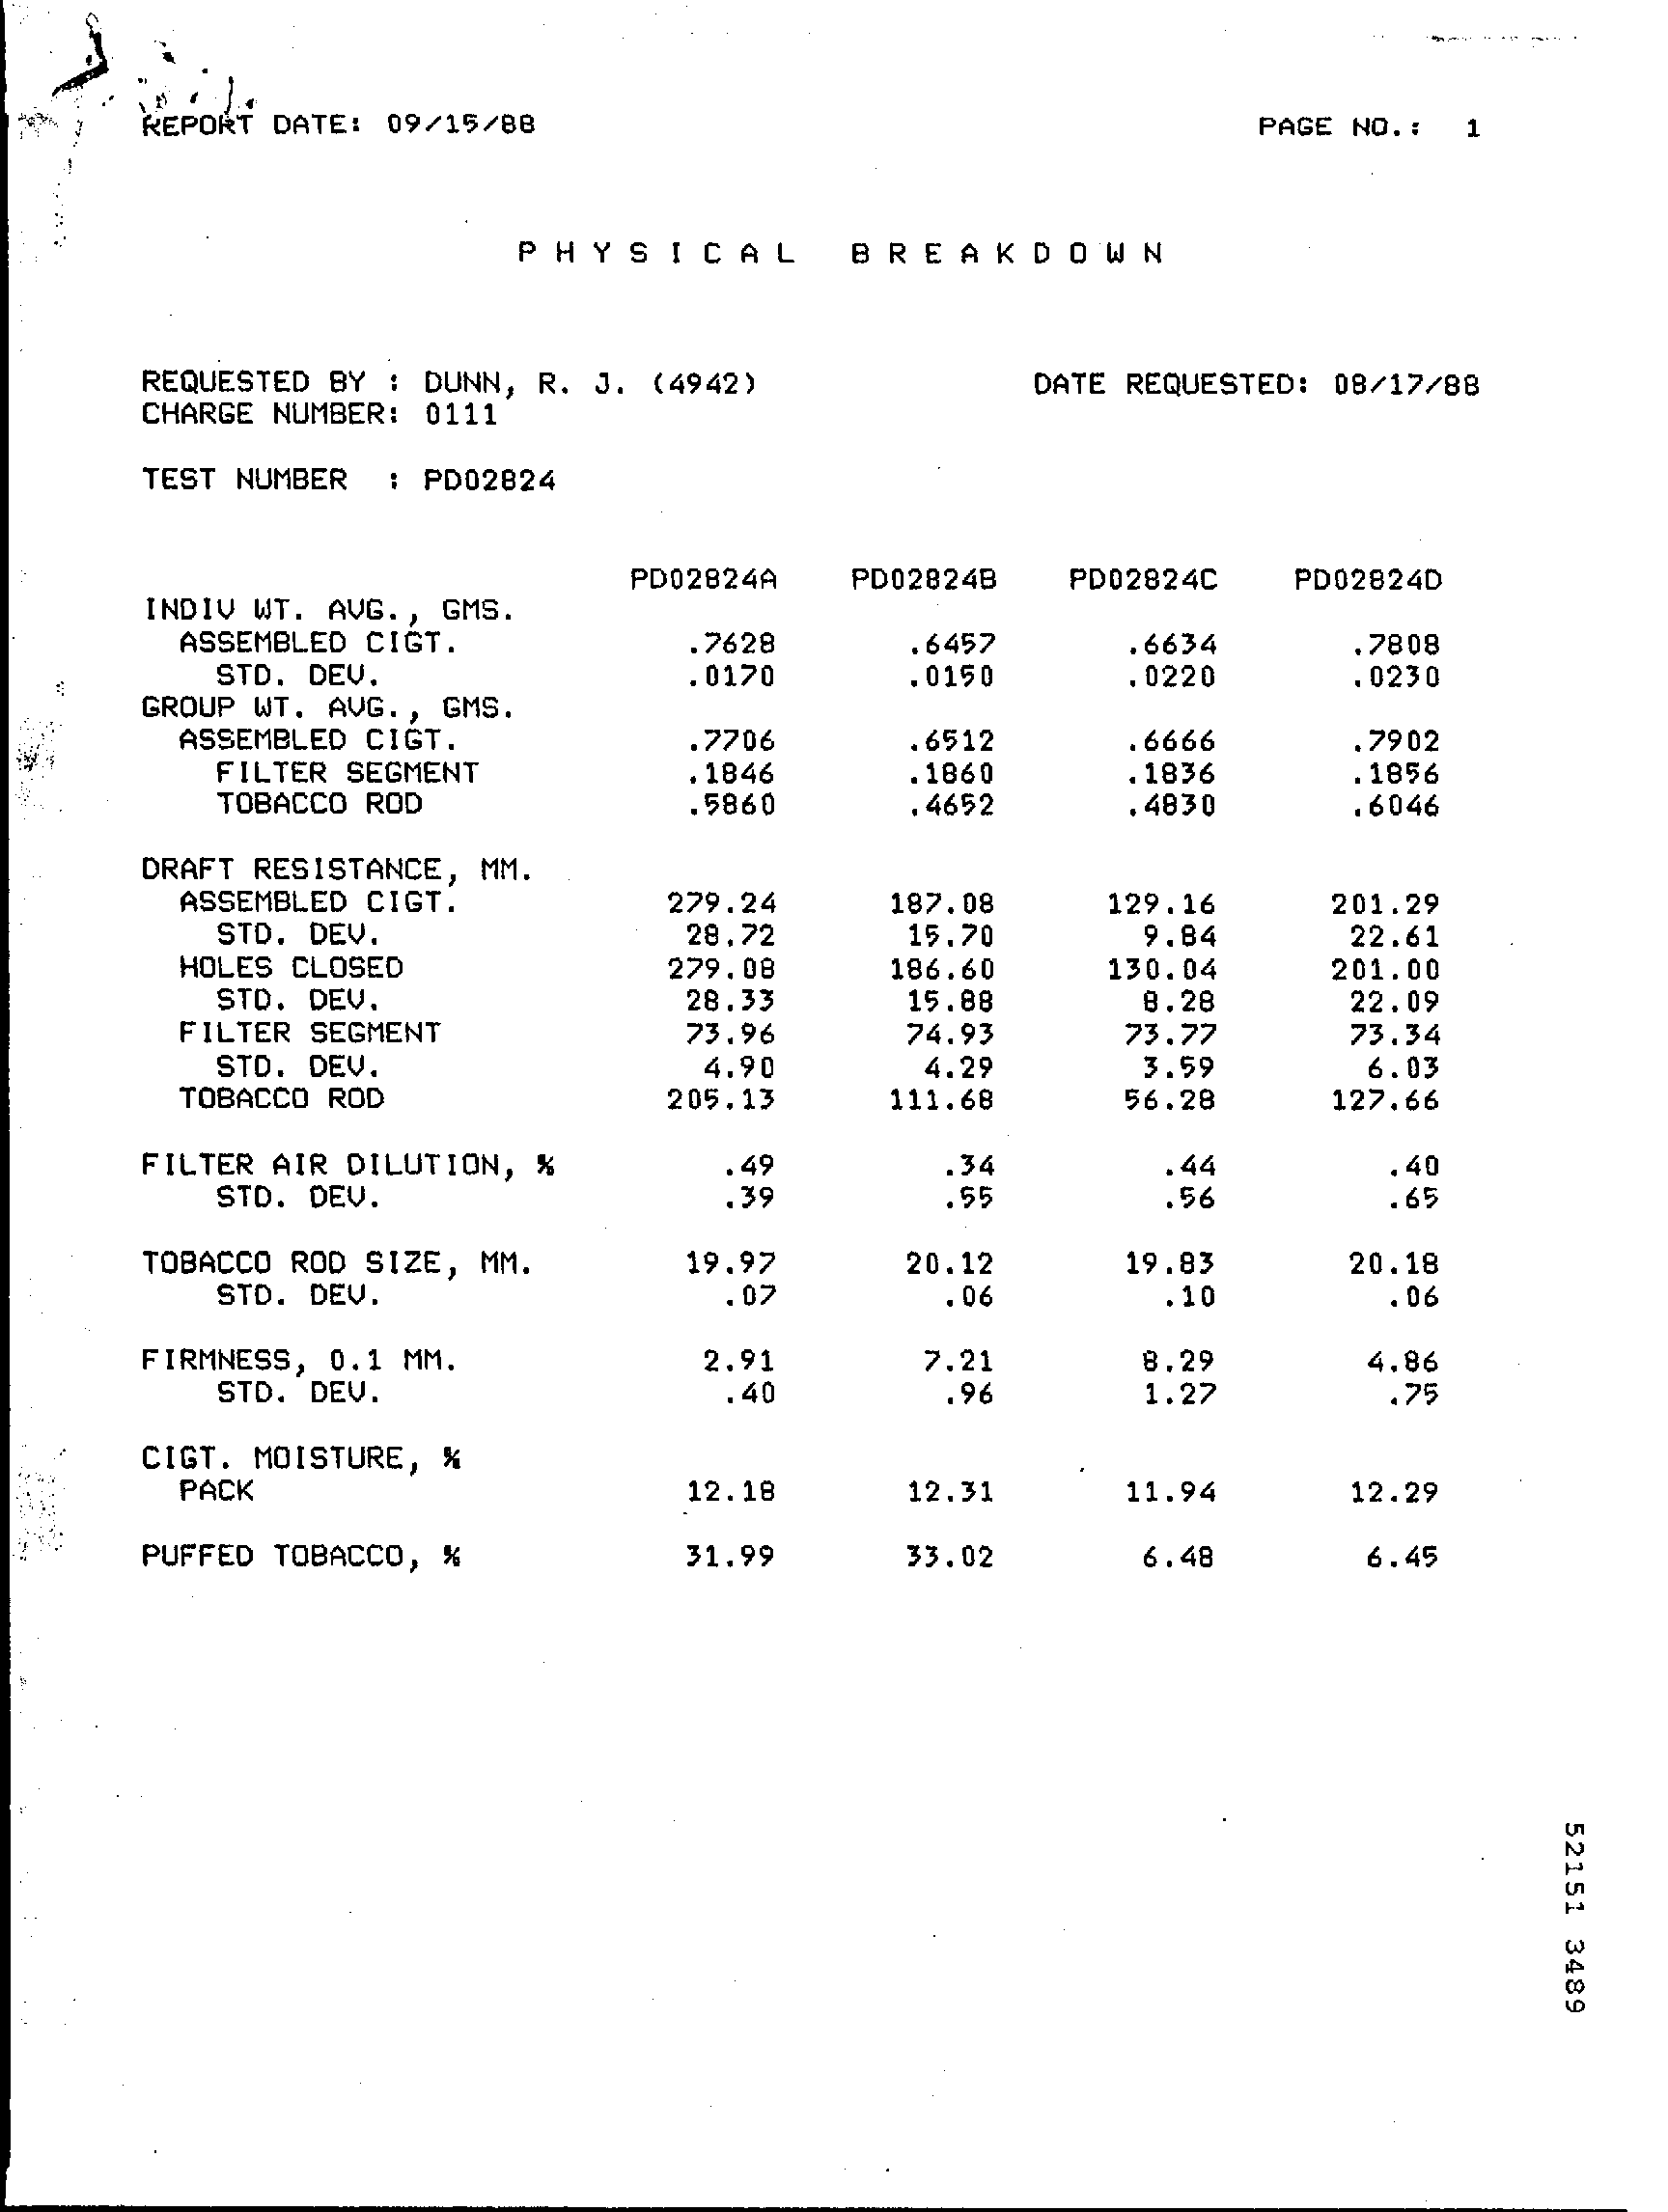 REPORT DATE: 09/15/88 PAGE NO.: 1
PHYSICAL BREAKDOWN
REQUESTED BY : DUNN, R. J. (4942) DATE REQUESTED: 08/17/88
CHARGE NUMBER: 0111
TEST NUMBER : PD02824
PD02824A PD02824B PD02824C PD02824D
INDIV WT. AVG., GMS.
ASSEMBLED CIGT. .7628 .6457 .6634 .7808
STD. DEV. .0170 .0150 .0220 .0230
GROUP WT. AVG., GMS.
ASSEMBLED CIGT. .7706 .6512 .6666 .7902
FILTER SEGMENT .1846 .1860 .1836 .1856
TOBACCO ROD .5860 .4652 .4830 .6046
DRAFT RESISTANCE, MM.
ASSEMBLED CIGT. 279.24 187.08 129.16 201.29
STD. DEV. 28.72 15.70 9.84 22.61
HOLES CLOSED 279.08 186.60 130.04 201.00
STD. DEV. 28.33 15.88 8.28 22.09
FILTER SEGMENT 73.96 74.93 73.77 73.34
STD. DEV. 4.90 4.29 3.59 6.03
TOBACCO ROD 205.13 111.68 56.28 127.66
FILTER AIR DILUTION, % .49 .34 .44 .40
STD. DEV. .39 .55 .56 .65
TOBACCO ROD SIZE, MM. 19.97 20.12 19.83 20.18
STD. DEV. .07 .06 .10 .06
FIRMNESS, 0.1 MM. 2.91 7.21 8.29 4.86
STD. DEV. .40 .96 1.27 .75
CIGT. MOISTURE, %
PACK 12.18 12.31 11.94 12.29
PUFFED TOBACCO, % 31.99 33.02 6.48 6.45
52151 3489